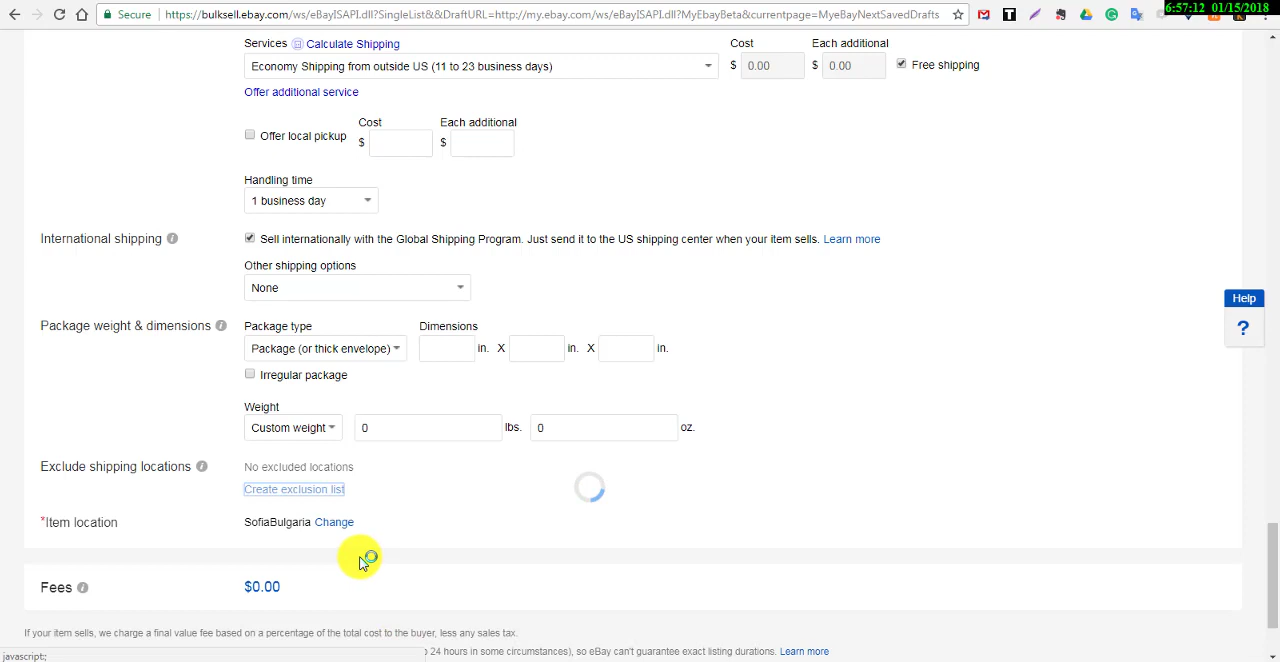 6:57:12 01/15/2018
Secure
https://bulksell.ebay.com/ws/eBayISAPI.dll?SingleList&&DraftURL=http://my.ebay.com/ws/eBayISAPI.dll?MyEbayBeta&currentpage=MyeBayNextSavedDrafts
Services Calculate Shipping
Cost Each additional
Economy Shipping from outside US (11 to 23 business days) $ 0.00 $ 0.00 Free shipping
Offer additional service
Cost Each additional
Offer local pickup $ $
Handling time
1 business day
International shipping Sell internationally with the Global Shipping Program. Just send it to the US shipping center when your item sells. Learn more
Other shipping options
None
Help
?
Package weight & dimensions Package type Dimensions
Package (or thick envelope) in. X in. X in.
Irregular package
Weight
Custom weight 0 lbs. 0 oz.
Exclude shipping locations No excluded locations
Create exclusion list
*Item location SofiaBulgaria Change
Fees $0.00
If your item sells, we charge a final value fee based on a percentage of the total cost to the buyer, less any sales tax.
24 hours in some circumstances), so eBay can't guarantee exact listing durations. Learn more
javascript:;